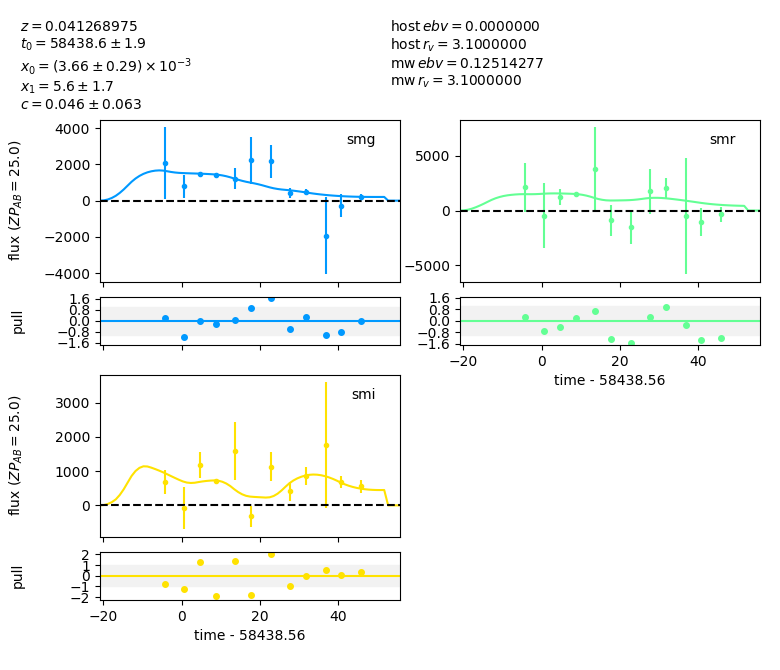 z = 0.041268975
t₀ = 58438.6 ± 1.9
x₀ = (3.66 ± 0.29) × 10⁻³
x₁ = 5.6 ± 1.7
c = 0.046 ± 0.063
host ebv = 0.0000000
host r_v = 3.1000000
mw ebv = 0.12514277
mw r_v = 3.1000000
flux (ZP_AB = 25.0)
4000
2000
0
−2000
−4000
smg
5000
0
−5000
smr
pull
1.6
0.8
0.0
−0.8
−1.6
1.6
0.8
0.0
−0.8
−1.6
−20
0
20
40
time - 58438.56
flux (ZP_AB = 25.0)
3000
2000
1000
0
smi
pull
2
1
0
−1
−2
−20
0
20
40
time - 58438.56